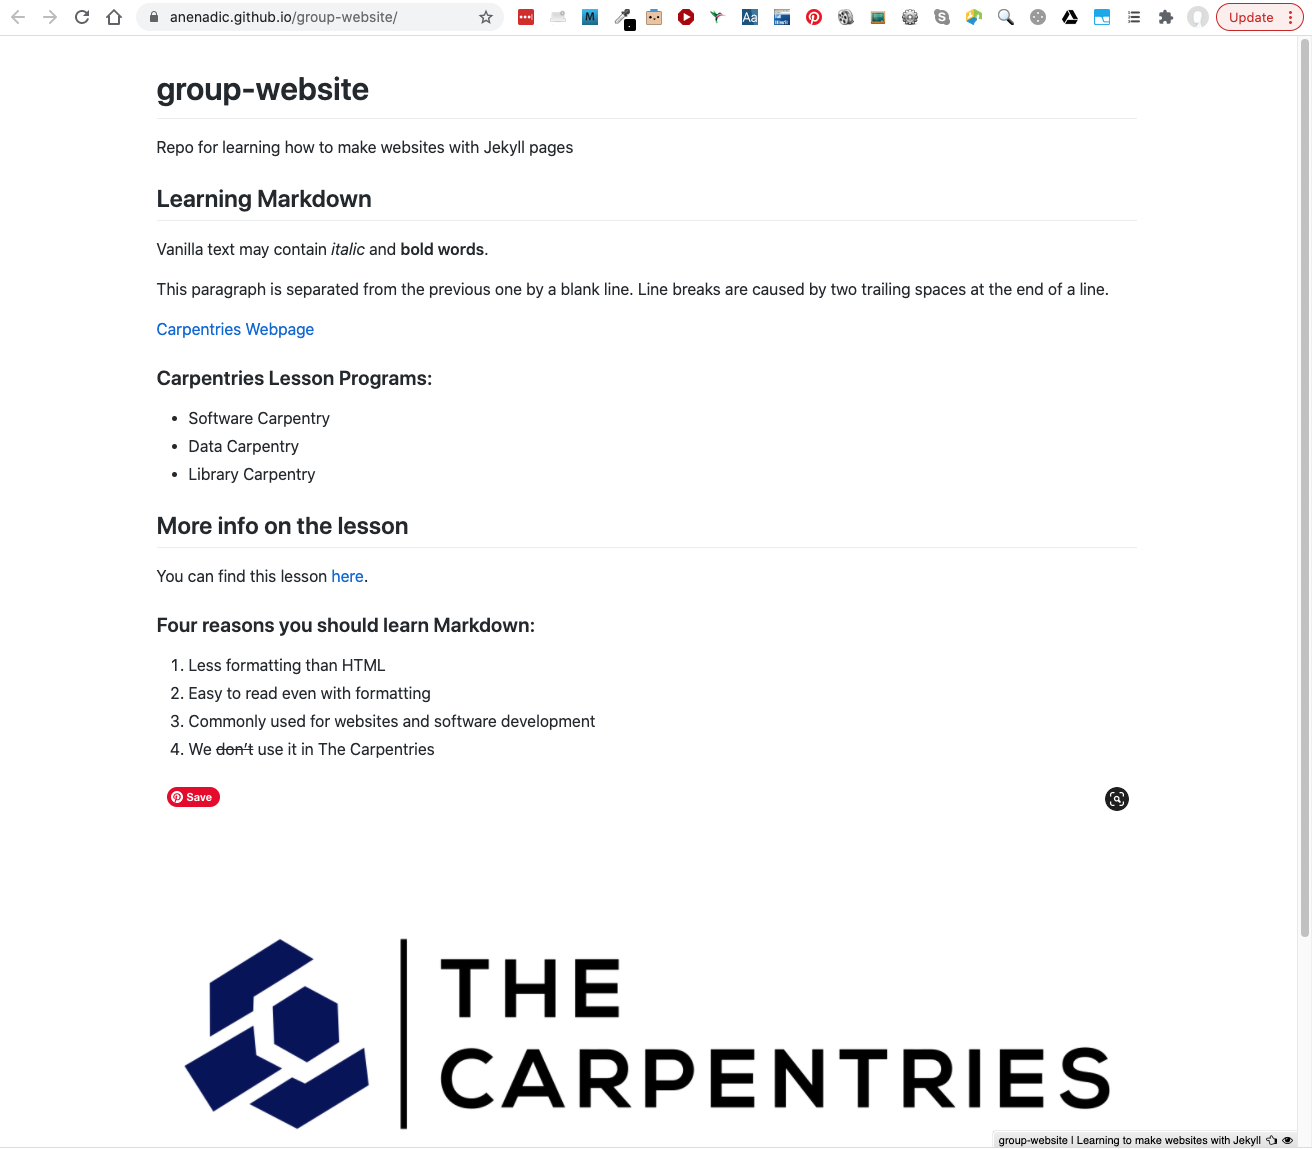 anenadic.github.io/group-website/
M
Aa
Update
group-website
Repo for learning how to make websites with Jekyll pages
Learning Markdown
Vanilla text may contain italic and bold words.
This paragraph is separated from the previous one by a blank line. Line breaks are caused by two trailing spaces at the end of a line.
Carpentries Webpage
Carpentries Lesson Programs:
• Software Carpentry
• Data Carpentry
• Library Carpentry
More info on the lesson
You can find this lesson here.
Four reasons you should learn Markdown:
1. Less formatting than HTML
2. Easy to read even with formatting
3. Commonly used for websites and software development
4. We don’t use it in The Carpentries
Save
THE
CARPENTRIES
group-website | Learning to make websites with Jekyll